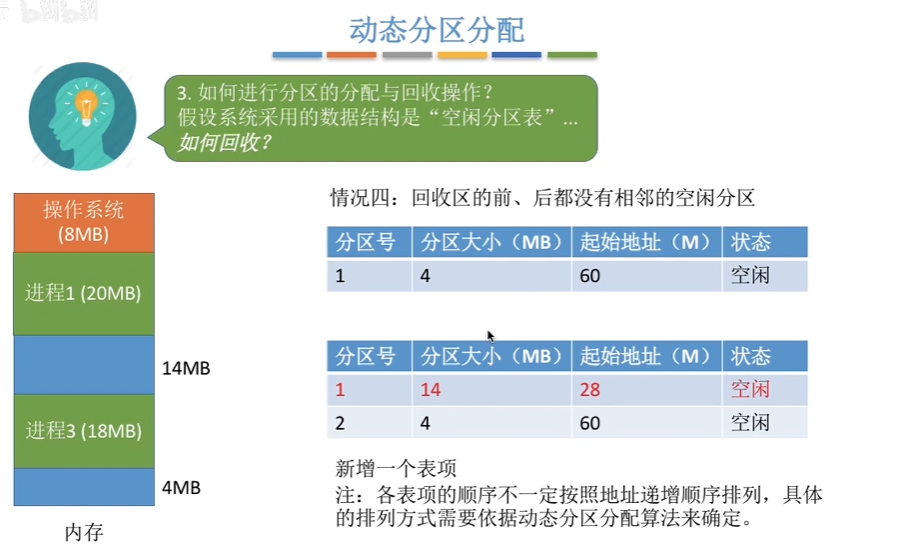 bilibili
动态分区分配
3. 如何进行分区的分配与回收操作？
假设系统采用的数据结构是“空闲分区表”...
如何回收？
操作系统
(8MB)
进程1 (20MB)
14MB
进程3 (18MB)
4MB
内存
情况四：回收区的前、后都没有相邻的空闲分区
分区号 分区大小（MB） 起始地址（M） 状态
1 4 60 空闲
分区号 分区大小（MB） 起始地址（M） 状态
1 14 28 空闲
2 4 60 空闲
新增一个表项
注：各表项的顺序不一定按照地址递增顺序排列，具体
的排列方式需要依据动态分区分配算法来确定。